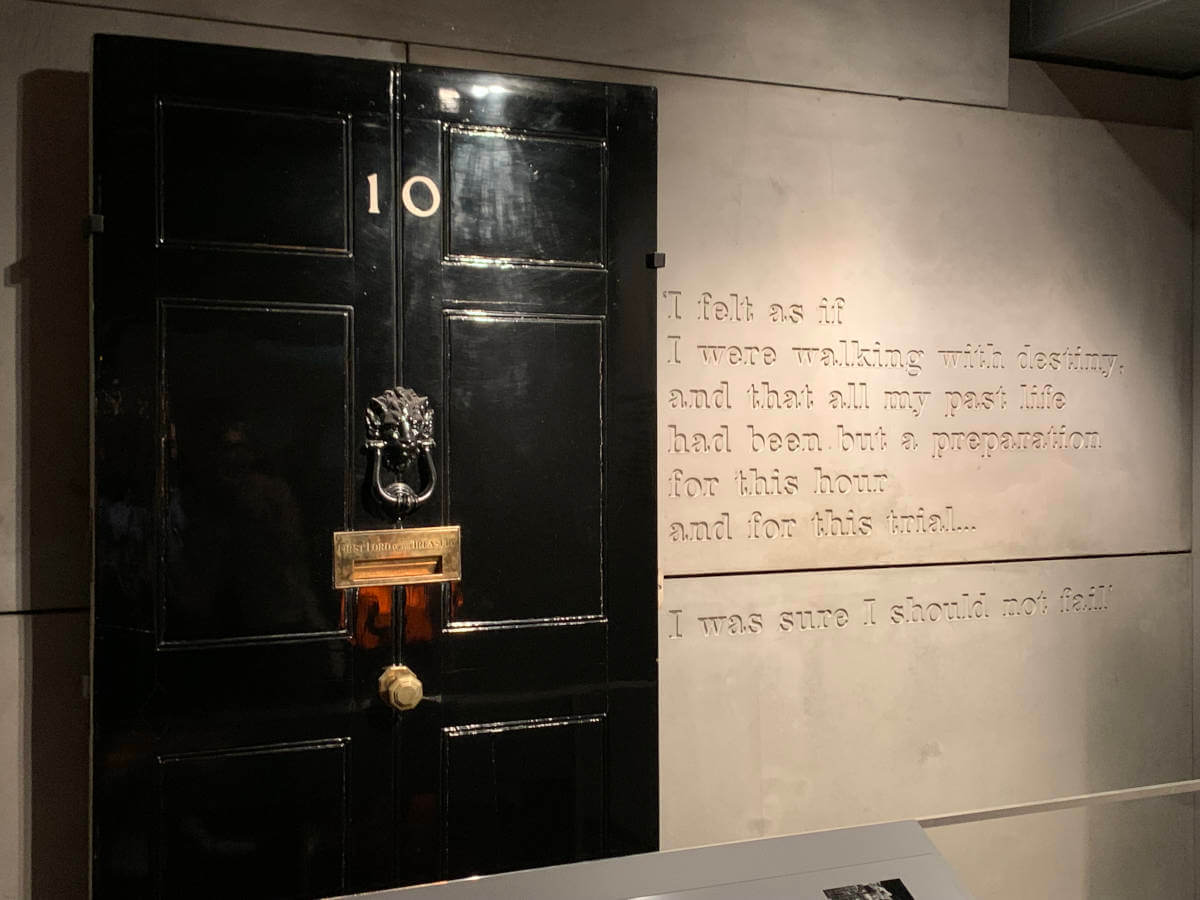 10
FIRST LORD OF THE TREASURY
'I felt as if
I were walking with destiny,
and that all my past life
had been but a preparation
for this hour
and for this trial...
I was sure I should not fail'